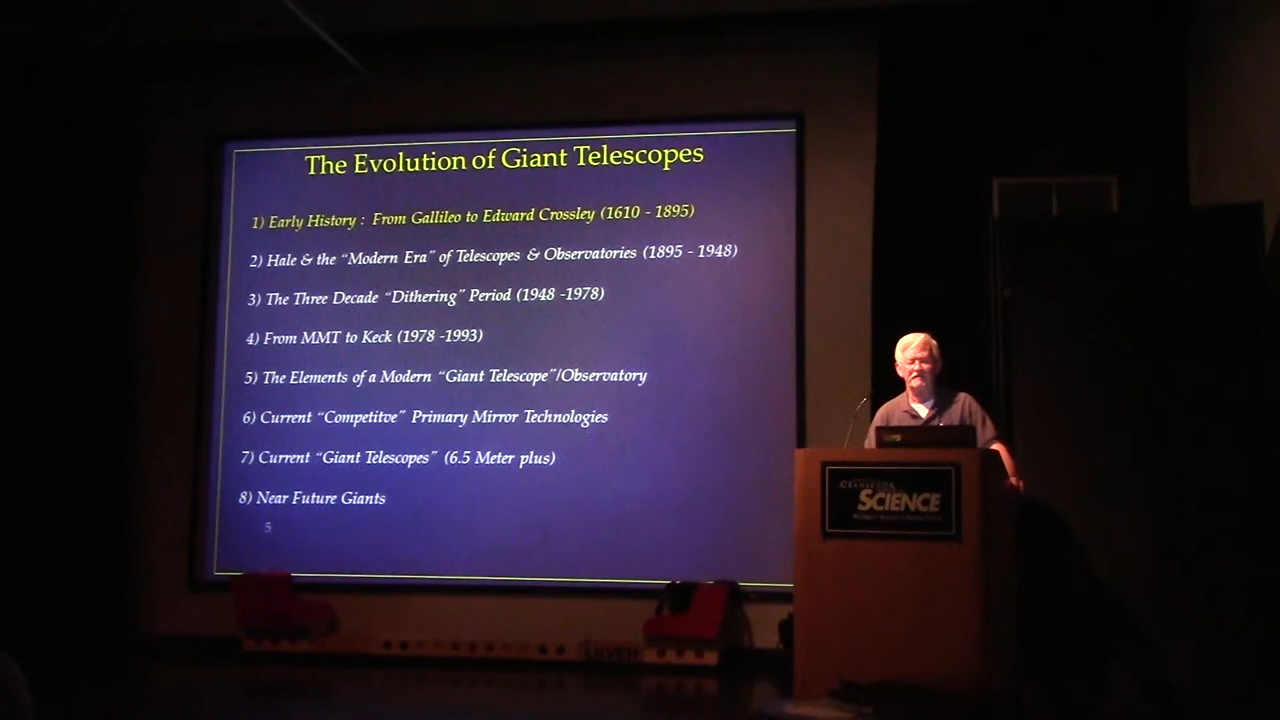 The Evolution of Giant Telescopes
1) Early History : From Gallileo to Edward Crossley (1610 - 1895)
2) Hale & the “Modern Era” of Telescopes & Observatories (1895 - 1948)
3) The Three Decade “Dithering” Period (1948 -1978)
4) From MMT to Keck (1978 -1993)
5) The Elements of a Modern “Giant Telescope”/Observatory
6) Current “Competitve” Primary Mirror Technologies
7) Current “Giant Telescopes” (6.5 Meter plus)
8) Near Future Giants
5
CRANBROOK
SCIENCE
LEVER